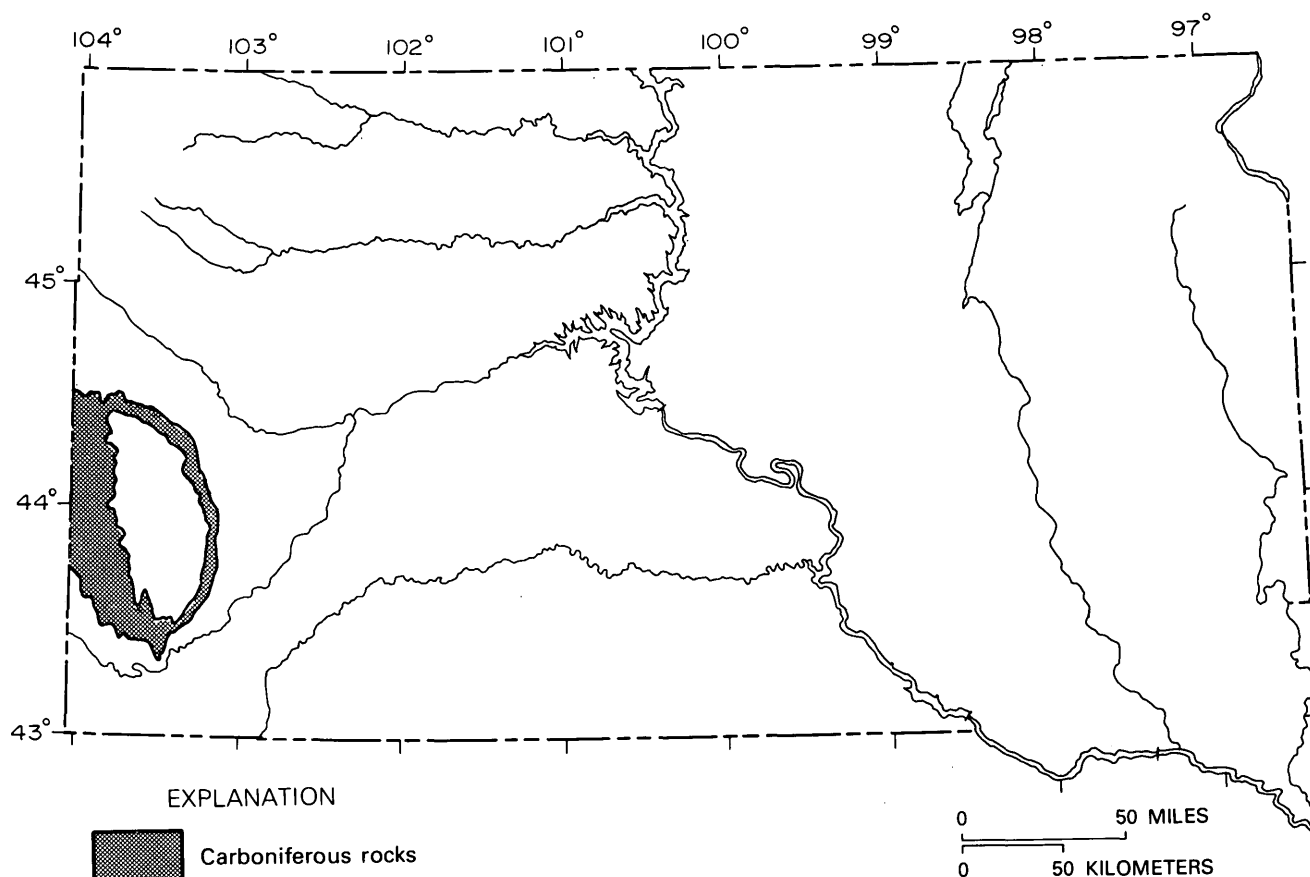 104° 103° 102° 101° 100° 99° 98° 97°
45°
44°
43°
EXPLANATION
Carboniferous rocks
0 50 MILES
0 50 KILOMETERS